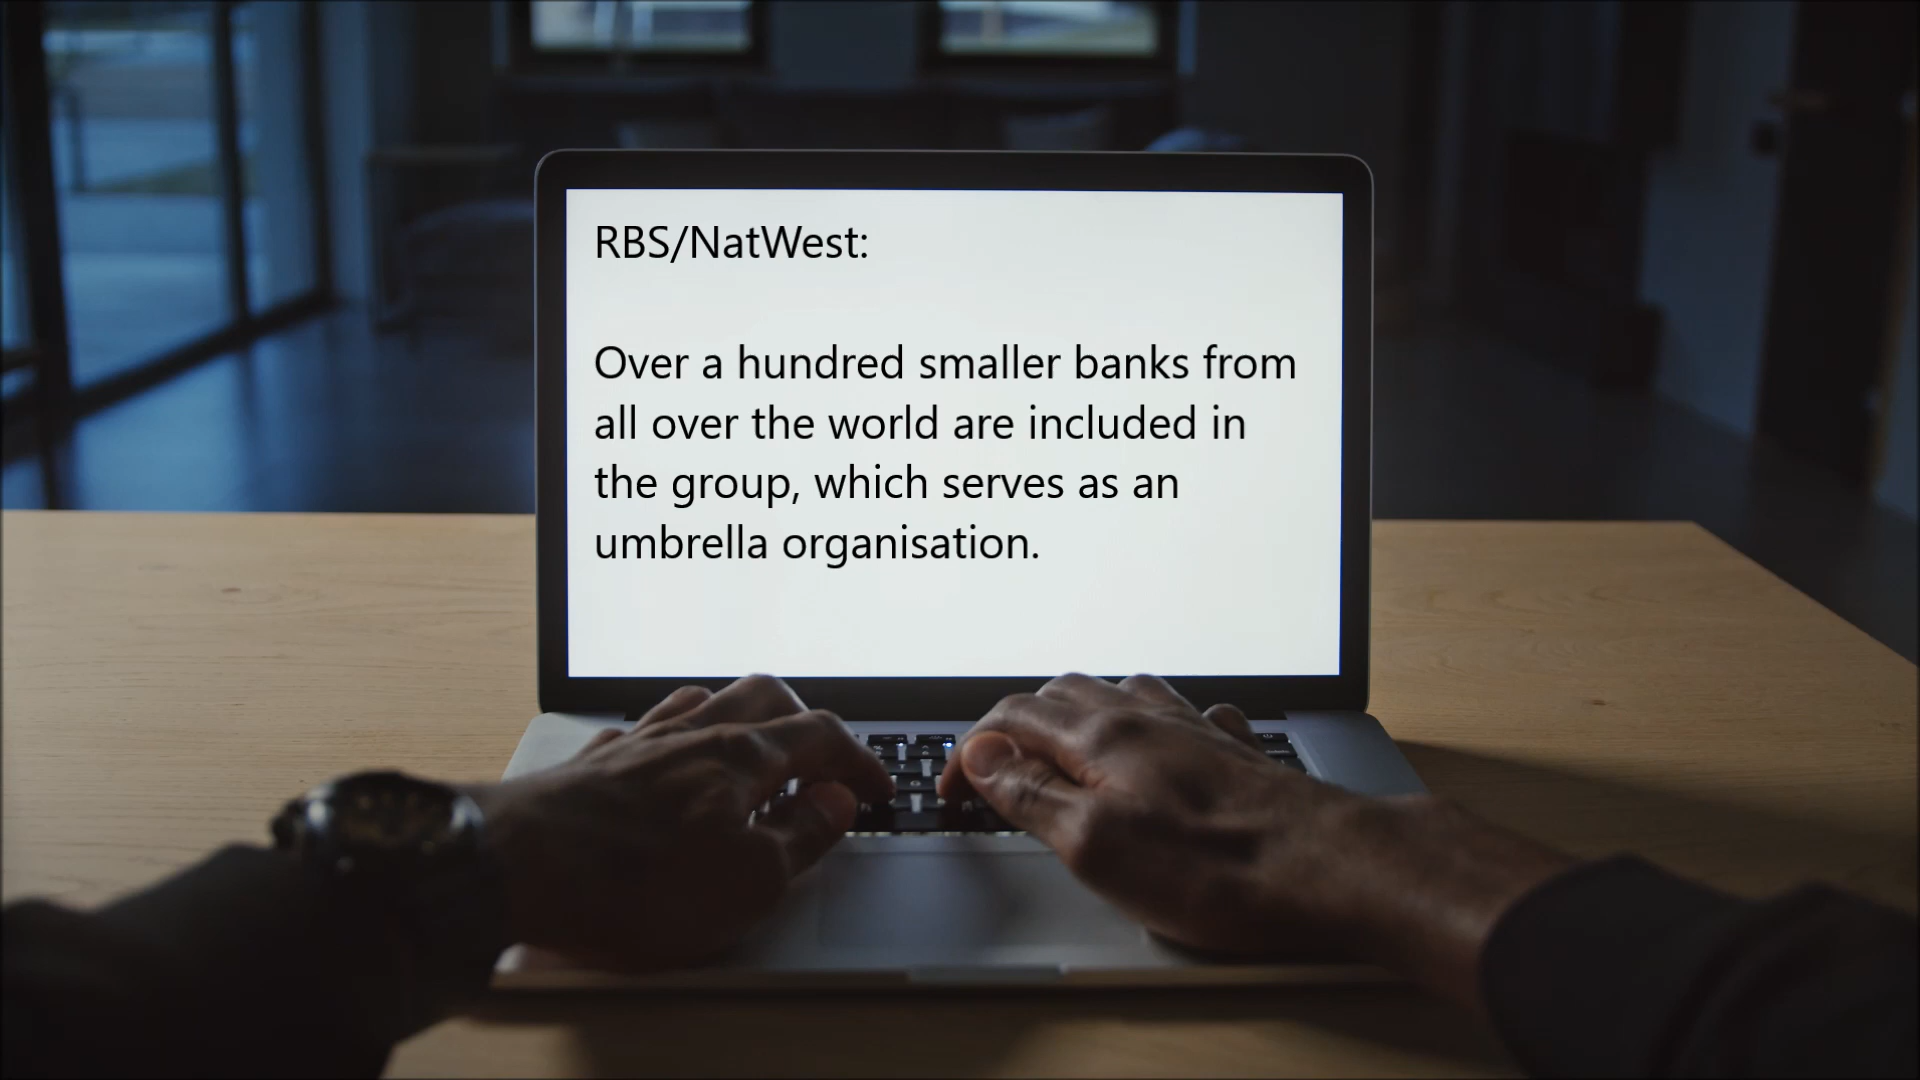 RBS/NatWest:
Over a hundred smaller banks from
all over the world are included in
the group, which serves as an
umbrella organisation.